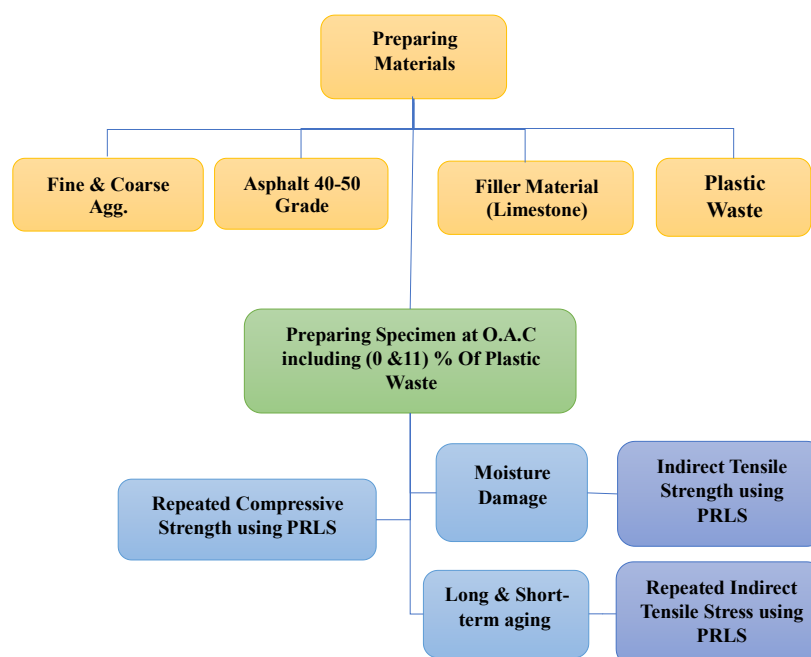 Preparing
Materials
Fine & Coarse
Agg.
Asphalt 40-50
Grade
Filler Material
(Limestone)
Plastic
Waste
Preparing Specimen at O.A.C
including (0 &11) % Of Plastic
Waste
Repeated Compressive
Strength using PRLS
Moisture
Damage
Indirect Tensile
Strength using
PRLS
Long & Short-
term aging
Repeated Indirect
Tensile Stress using
PRLS